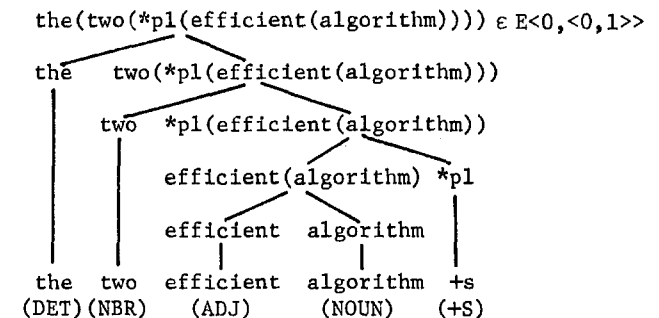 the(two(*pl(efficient(algorithm)))) ε E<0,<0,1>>
the two(*pl(efficient(algorithm)))
two *pl(efficient(algorithm))
efficient(algorithm) *pl
efficient algorithm
the two efficient algorithm +s
(DET) (NBR) (ADJ) (NOUN) (+S)